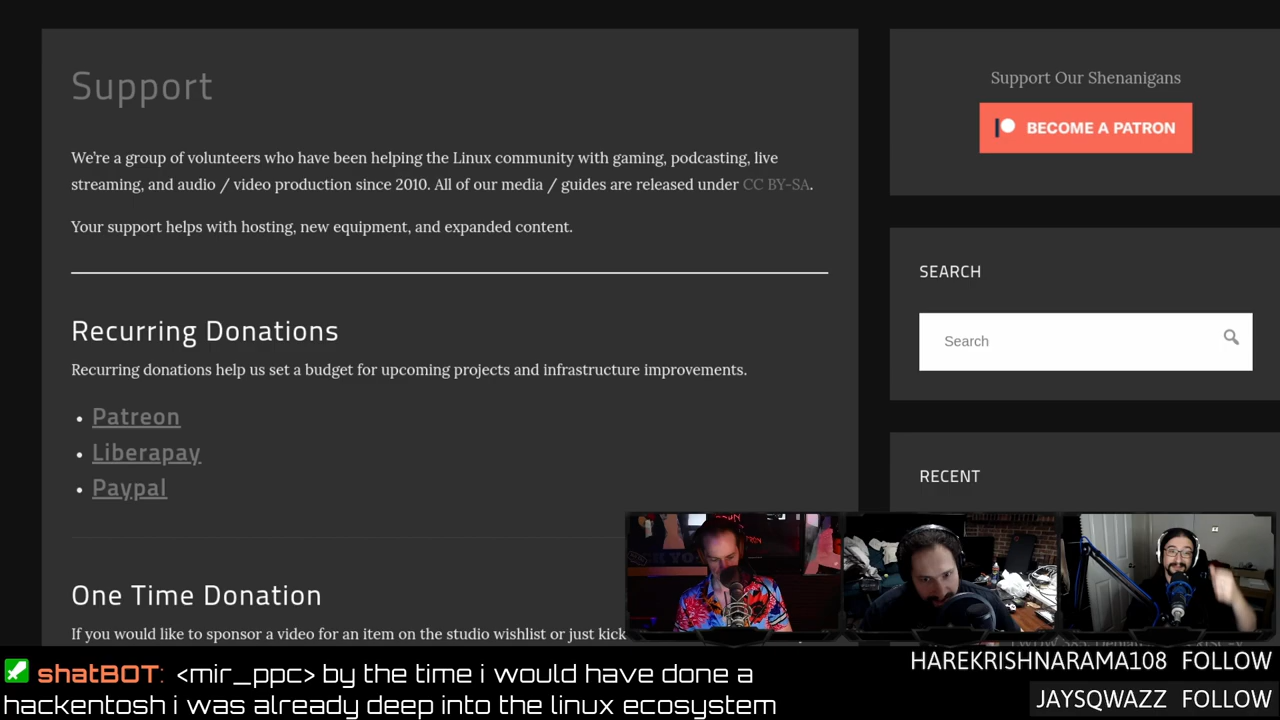 Support
We're a group of volunteers who have been helping the Linux community with gaming, podcasting, live
streaming, and audio / video production since 2010. All of our media / guides are released under CC BY-SA.
Your support helps with hosting, new equipment, and expanded content.
Recurring Donations
Recurring donations help us set a budget for upcoming projects and infrastructure improvements.
• Patreon
• Liberapay
• Paypal
One Time Donation
If you would like to sponsor a video for an item on the studio wishlist or just kick
Support Our Shenanigans
BECOME A PATRON
SEARCH
Search
RECENT
shatBOT: <mir_ppc> by the time i would have done a
hackentosh i was already deep into the linux ecosystem
HAREKRISHNARAMA108 FOLLOW
JAYSQWAZZ FOLLOW